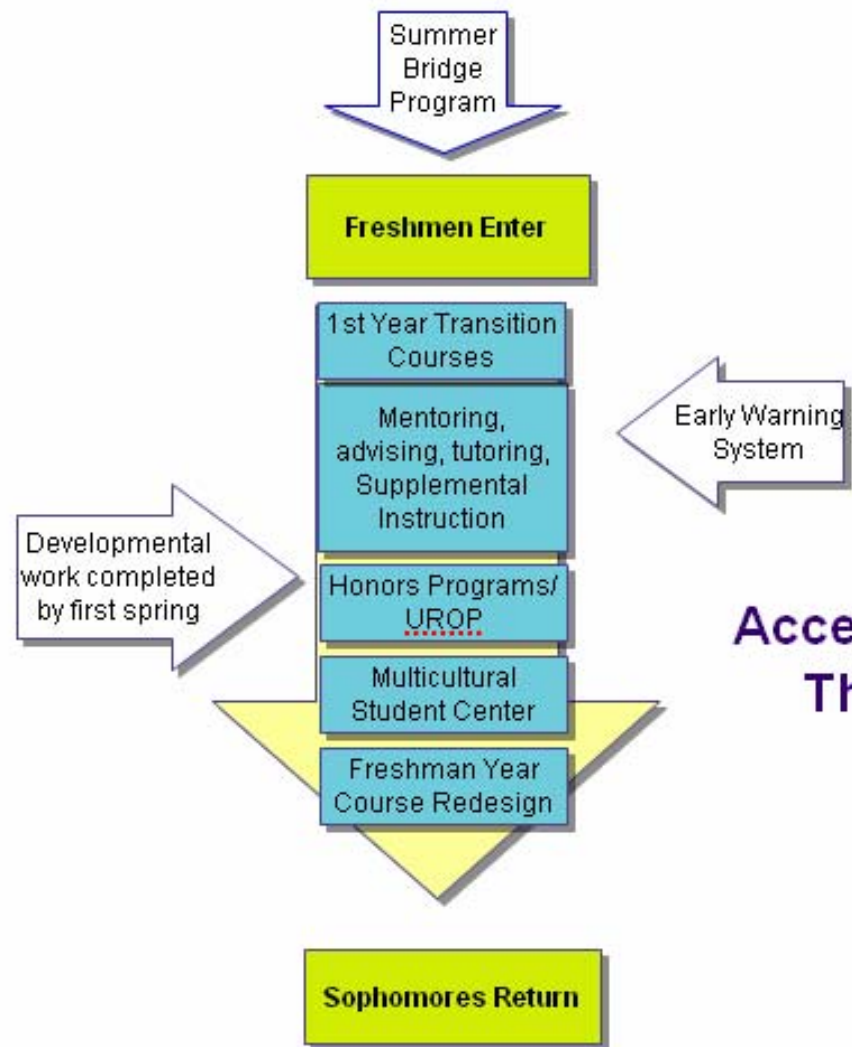 Summer
Bridge
Program
Freshmen Enter
1st Year Transition
Courses
Mentoring,
advising, tutoring,
Supplemental
Instruction
Early Warning
System
Developmental
work completed
by first spring
Honors Programs/
UROP
Multicultural
Student Center
Freshman Year
Course Redesign
Sophomores Return